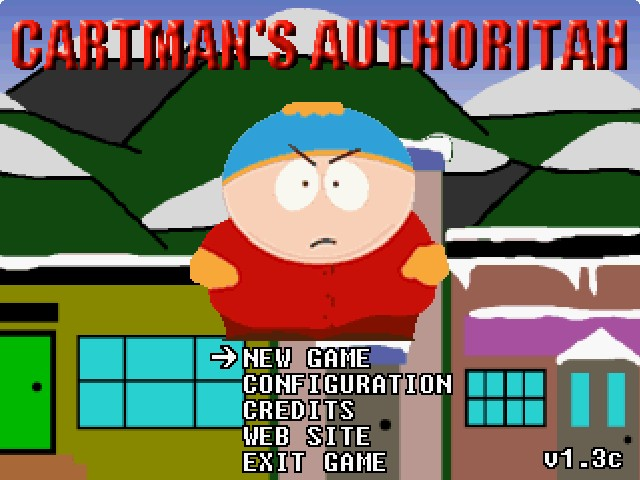 CARTMAN'S AUTHORITAH
→NEW GAME
CONFIGURATION
CREDITS
WEB SITE
EXIT GAME
v1.3c